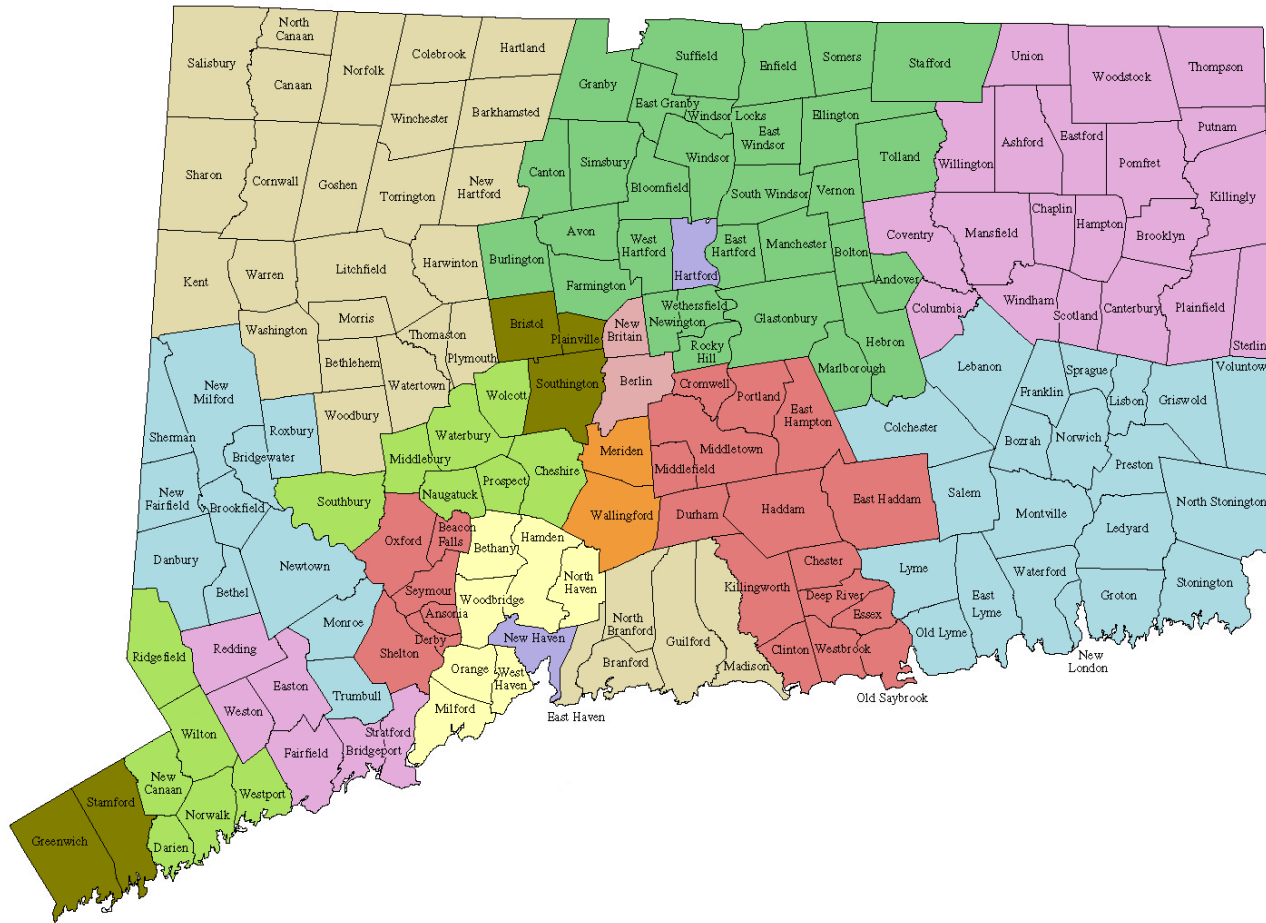 North
Canaan
Salisbury
Canaan
Norfolk
Colebrook
Hartland
Winchester
Barkhamsted
Sharon
Cornwall
Goshen
Torrington
New
Hartford
Granby
Suffield
East Granby
Windsor Locks
Enfield
Somers
Stafford
East
Windsor
Ellington
Canton
Simsbury
Bloomfield
Windsor
South Windsor
Vernon
Tolland
Union
Woodstock
Thompson
Putnam
Willington
Ashford
Eastford
Pomfret
Killingly
Kent
Warren
Litchfield
Harwinton
Burlington
Avon
Farmington
West
Hartford
Hartford
East
Hartford
Manchester
Bolton
Andover
Coventry
Mansfield
Chaplin
Hampton
Brooklyn
Columbia
Windham
Scotland
Canterbury
Plainfield
Sterlin
Washington
Morris
Bethlehem
Thomaston
Plymouth
Watertown
Woodbury
Bristol
Plainville
Southington
New
Britain
Berlin
Newington
Wethersfield
Rocky
Hill
Glastonbury
Marlborough
Hebron
New
Milford
Sherman
Roxbury
Bridgewater
New
Fairfield
Brookfield
Danbury
Bethel
Newtown
Monroe
Trumbull
Wolcott
Waterbury
Middlebury
Naugatuck
Prospect
Cheshire
Southbury
Meriden
Wallingford
Cromwell
Portland
East
Hampton
Middletown
Middlefield
Durham
Haddam
East Haddam
Lebanon
Colchester
Salem
Franklin
Sprague
Lisbon
Griswold
Voluntow
Bozrah
Norwich
Preston
North Stonington
Montville
Ledyard
Oxford
Beacon
Falls
Seymour
Ansonia
Derby
Shelton
Bethany
Hamden
North
Haven
Woodbridge
New Haven
Orange
West
Haven
Milford
East Haven
North
Branford
Branford
Guilford
Madison
Killingworth
Chester
Deep River
Essex
Clinton
Westbrook
Old Saybrook
Lyme
Old Lyme
East
Lyme
Waterford
New
London
Groton
Stonington
Ridgefield
Redding
Easton
Weston
Wilton
Fairfield
Bridgeport
Stratford
New
Canaan
Norwalk
Westport
Darien
Stamford
Greenwich